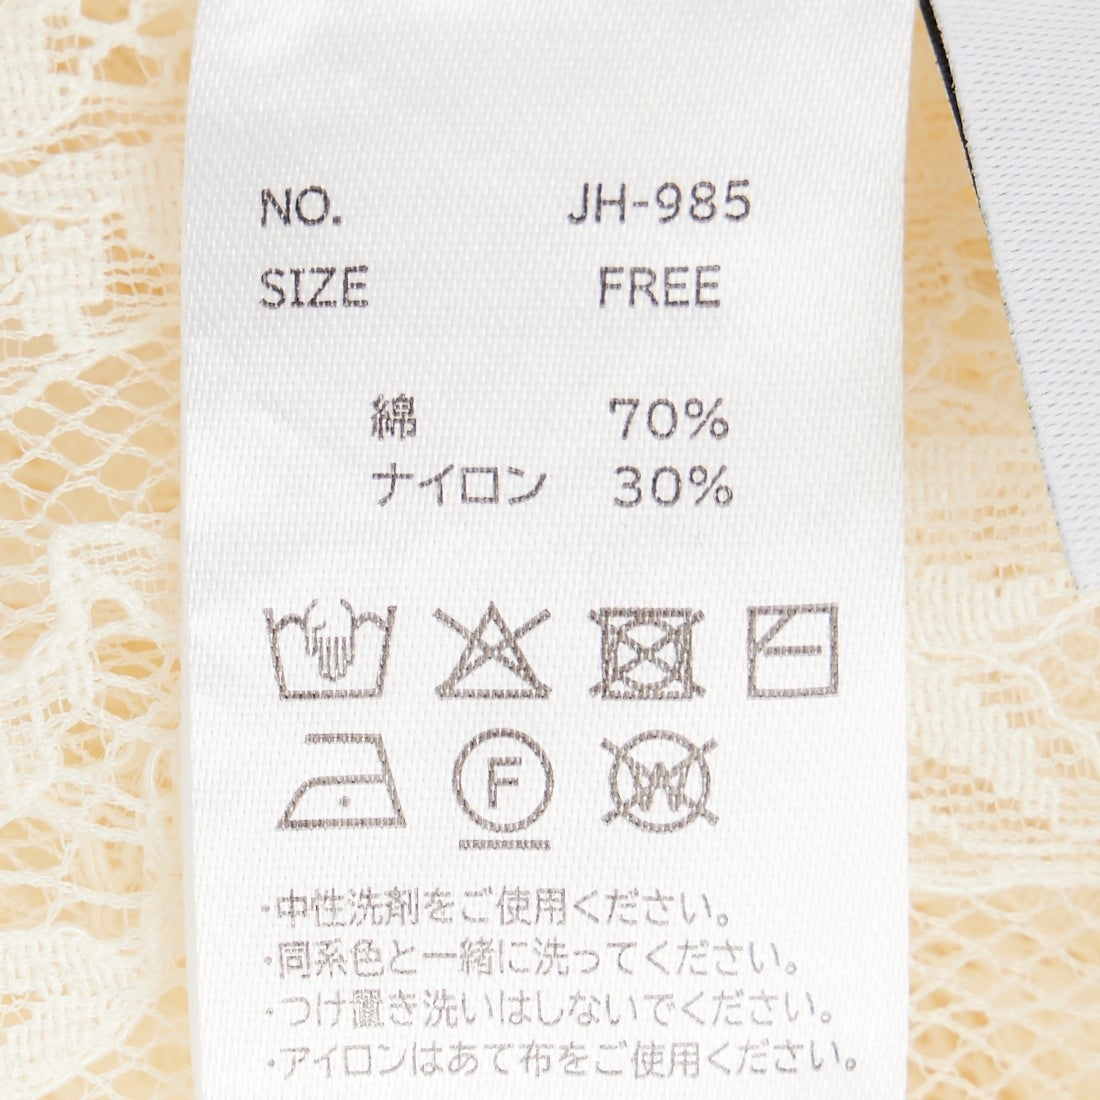 NO. JH-985
SIZE FREE
綿 70%
ナイロン 30%
F
W
・中性洗剤をご使用ください。
・同系色と一緒に洗ってください。
・つけ置き洗いはしないでください。
・アイロンはあて布をご使用ください。